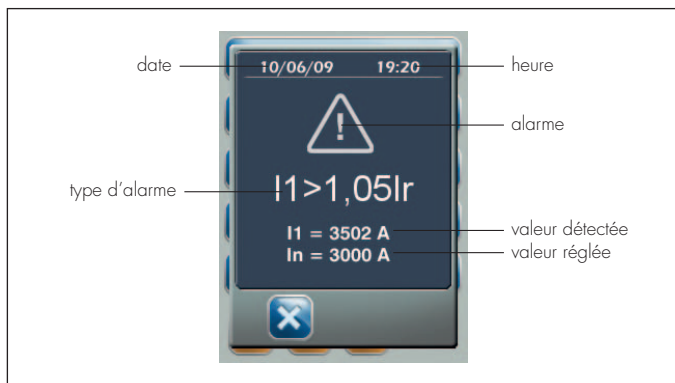 date 10/06/09 19:20 heure
alarme
type d'alarme I1>1,05Ir
I1 = 3502 A valeur détectée
In = 3000 A valeur réglée